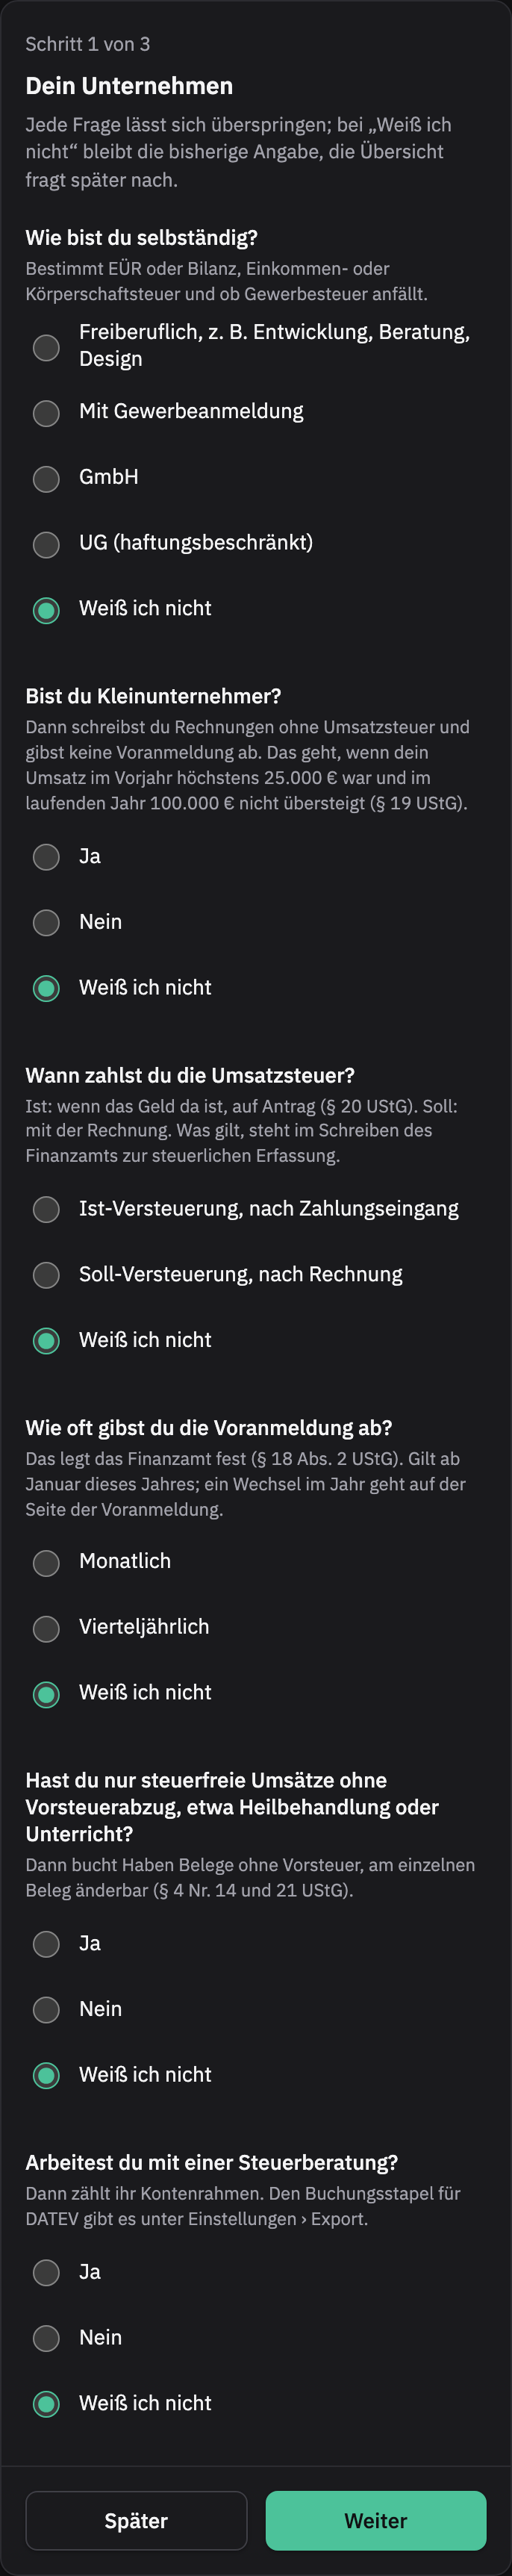 Schritt 1 von 3
Dein Unternehmen
Jede Frage lässt sich überspringen; bei „Weiß ich
nicht“ bleibt die bisherige Angabe, die Übersicht
fragt später nach.
Wie bist du selbständig?
Bestimmt EÜR oder Bilanz, Einkommen- oder
Körperschaftsteuer und ob Gewerbesteuer anfällt.
Freiberuflich, z. B. Entwicklung, Beratung,
Design
Mit Gewerbeanmeldung
GmbH
UG (haftungsbeschränkt)
Weiß ich nicht
Bist du Kleinunternehmer?
Dann schreibst du Rechnungen ohne Umsatzsteuer und
gibst keine Voranmeldung ab. Das geht, wenn dein
Umsatz im Vorjahr höchstens 25.000 € war und im
laufenden Jahr 100.000 € nicht übersteigt (§ 19 UStG).
Ja
Nein
Weiß ich nicht
Wann zahlst du die Umsatzsteuer?
Ist: wenn das Geld da ist, auf Antrag (§ 20 UStG). Soll:
mit der Rechnung. Was gilt, steht im Schreiben des
Finanzamts zur steuerlichen Erfassung.
Ist-Versteuerung, nach Zahlungseingang
Soll-Versteuerung, nach Rechnung
Weiß ich nicht
Wie oft gibst du die Voranmeldung ab?
Das legt das Finanzamt fest (§ 18 Abs. 2 UStG). Gilt ab
Januar dieses Jahres; ein Wechsel im Jahr geht auf der
Seite der Voranmeldung.
Monatlich
Vierteljährlich
Weiß ich nicht
Hast du nur steuerfreie Umsätze ohne
Vorsteuerabzug, etwa Heilbehandlung oder
Unterricht?
Dann bucht Haben Belege ohne Vorsteuer, am einzelnen
Beleg änderbar (§ 4 Nr. 14 und 21 UStG).
Ja
Nein
Weiß ich nicht
Arbeitest du mit einer Steuerberatung?
Dann zählt ihr Kontenrahmen. Den Buchungsstapel für
DATEV gibt es unter Einstellungen › Export.
Ja
Nein
Weiß ich nicht
Später
Weiter